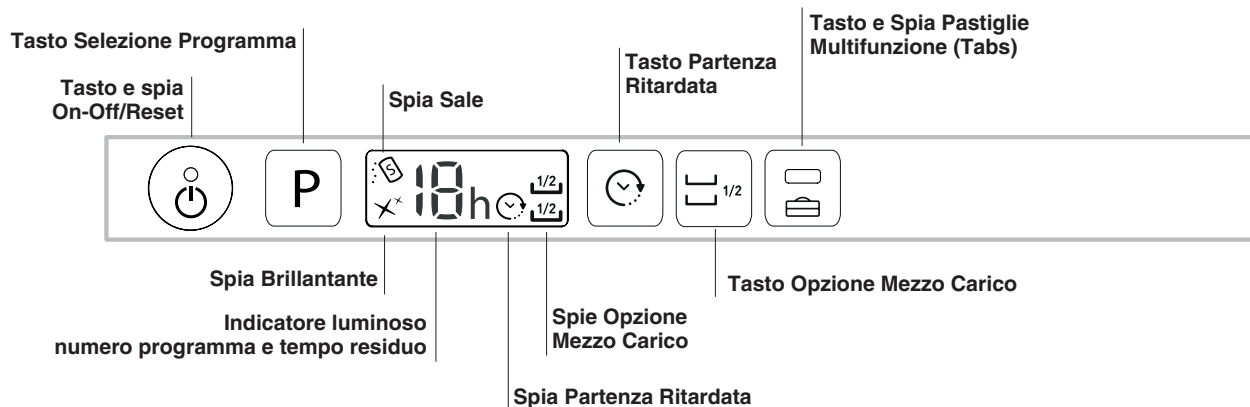 Tasto Selezione Programma
Tasto e spia
On-Off/Reset
Spia Sale
Tasto Partenza
Ritardata
Tasto e Spia Pastiglie
Multifunzione (Tabs)
P
S
18h
1/2
1/2
1/2
Spia Brillantante
Indicatore luminoso
numero programma e tempo residuo
Spie Opzione
Mezzo Carico
Spia Partenza Ritardata
Tasto Opzione Mezzo Carico